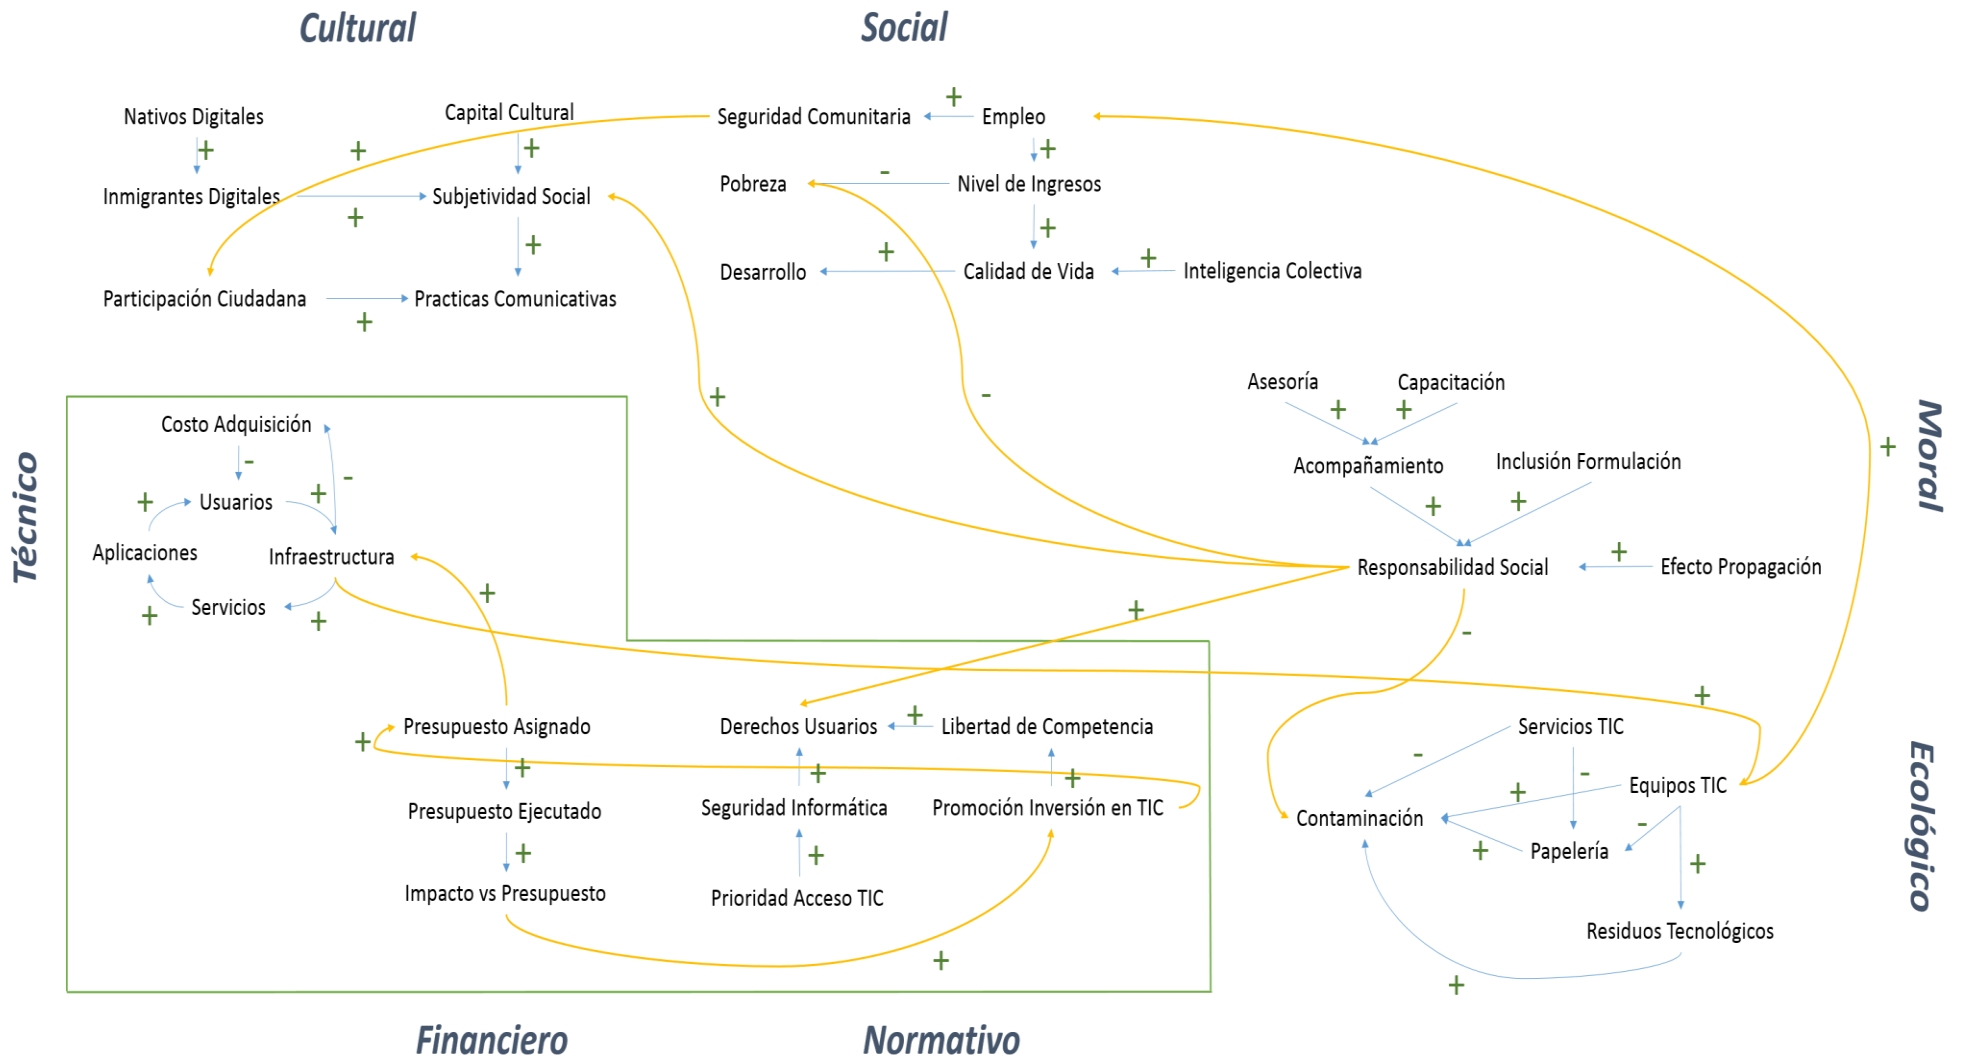 Cultural
Social
Nativos Digitales
+
+
Capital Cultural
+
Inmigrantes Digitales
+
Subjetividad Social
+
Participación Ciudadana
+
Practicas Comunicativas
Seguridad Comunitaria
+
Empleo
+
Pobreza
-
Nivel de Ingresos
+
Desarrollo
+
Calidad de Vida
+
Inteligencia Colectiva
+
-
+
Moral
Asesoría
+
Capacitación
+
Acompañamiento
+
Inclusión Formulación
+
Responsabilidad Social
+
Efecto Propagación
+
-
Técnico
Costo Adquisición
-
-
Usuarios
+
+
Aplicaciones
Infraestructura
+
Servicios
+
+
Presupuesto Asignado
+
+
Presupuesto Ejecutado
+
Impacto vs Presupuesto
+
Derechos Usuarios
+
Libertad de Competencia
+
+
Seguridad Informática
Promoción Inversión en TIC
+
Prioridad Acceso TIC
+
Servicios TIC
-
-
Equipos TIC
+
Contaminación
-
+
Papelería
+
Residuos Tecnológicos
+
Ecológico
Financiero
Normativo